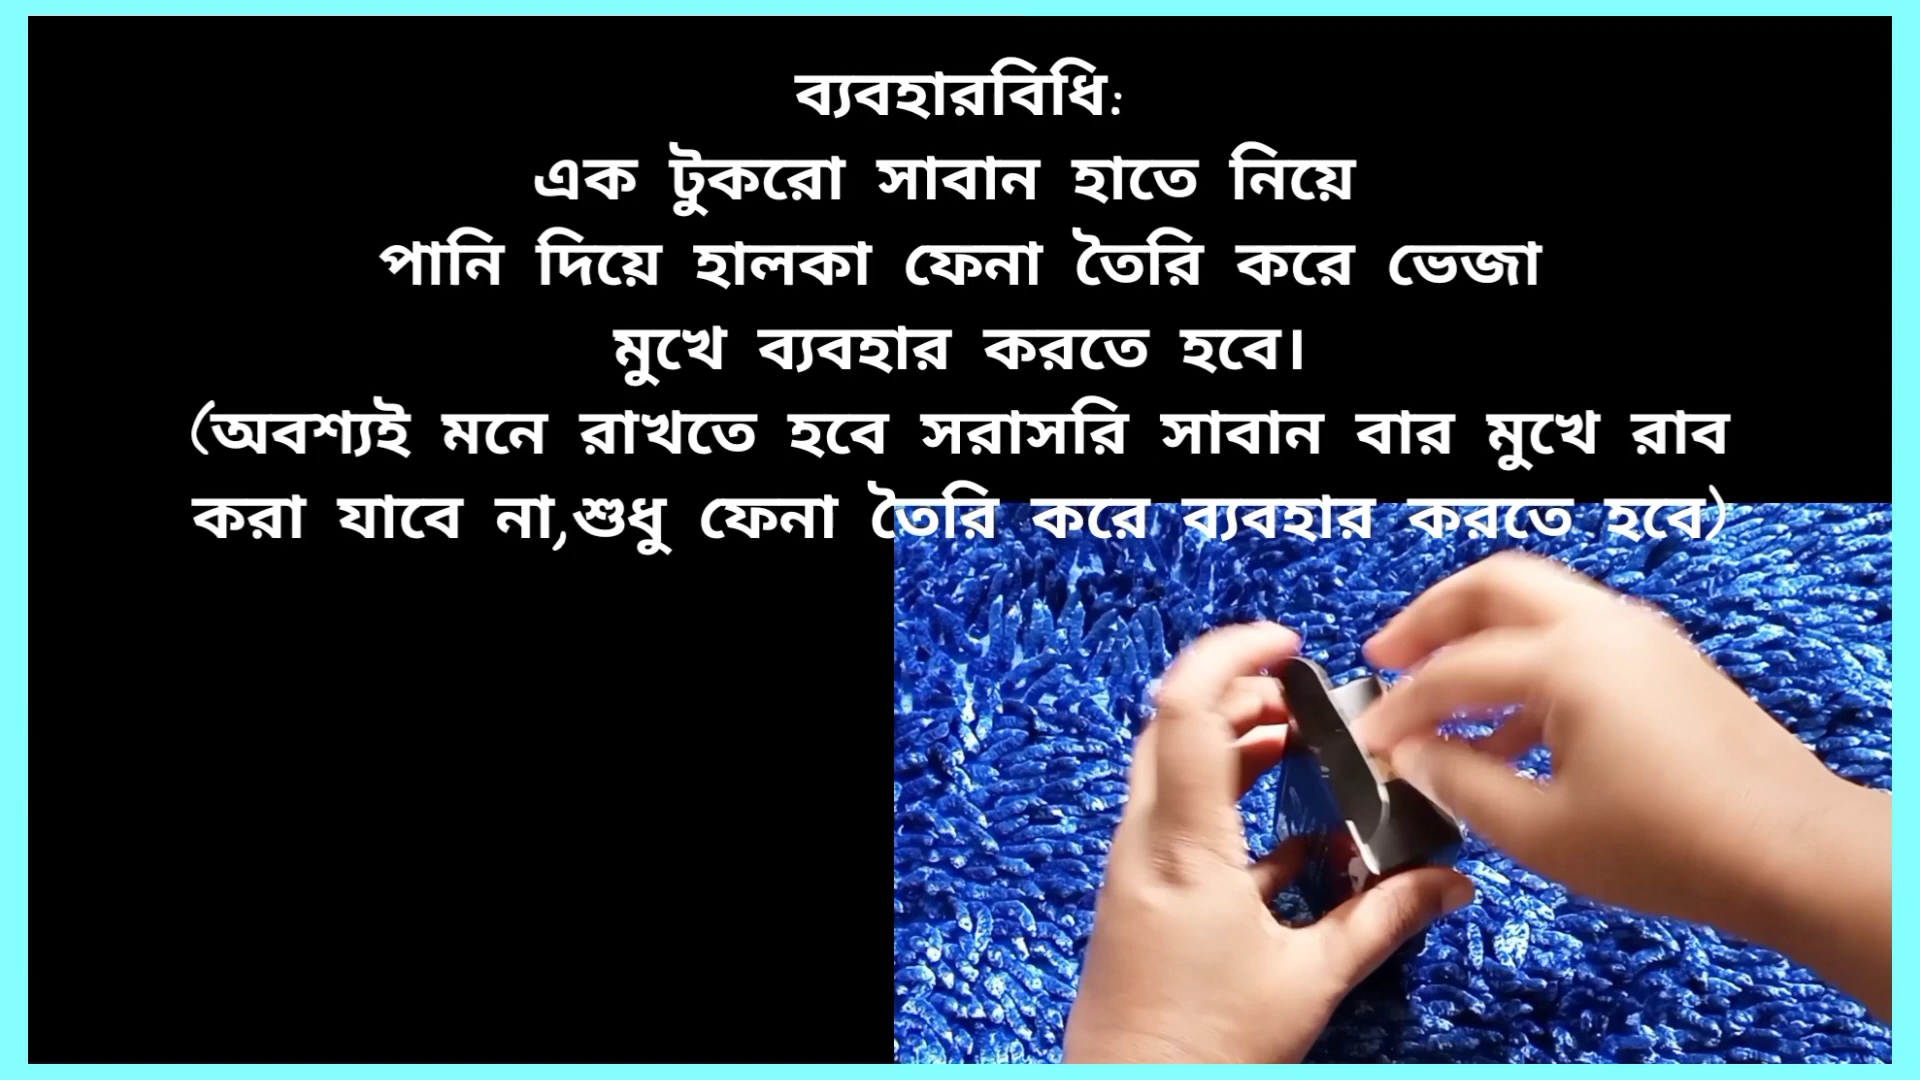 ব্যবহারবিধি:
এক টুকরো সাবান হাতে নিয়ে
পানি দিয়ে হালকা ফেনা তৈরি করে ভেজা
মুখে ব্যবহার করতে হবে।
(অবশ্যই মনে রাখতে হবে সরাসরি সাবান বার মুখে রাব
করা যাবে না,শুধু ফেনা তৈরি করে ব্যবহার করতে হবে)